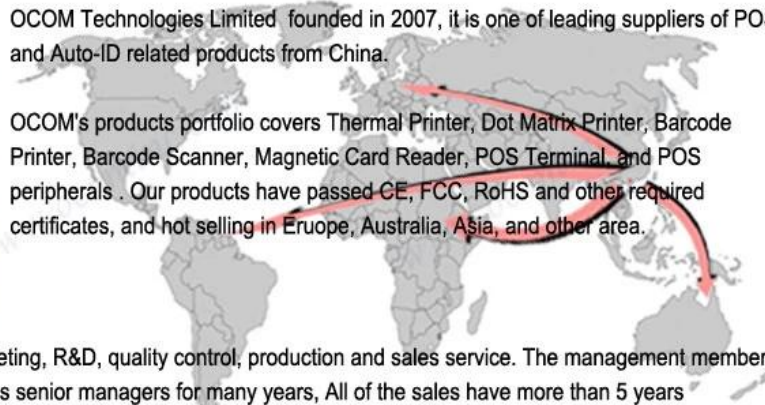 OCOM Technologies Limited founded in 2007, it is one of leading suppliers of POS
and Auto-ID related products from China.
OCOM's products portfolio covers Thermal Printer, Dot Matrix Printer, Barcode
Printer, Barcode Scanner, Magnetic Card Reader, POS Terminal, and POS
peripherals . Our products have passed CE, FCC, RoHS and other required
certificates, and hot selling in Eruope, Australia, Asia, and other area.
eting, R&D, quality control, production and sales service. The management member
s senior managers for many years, All of the sales have more than 5 years